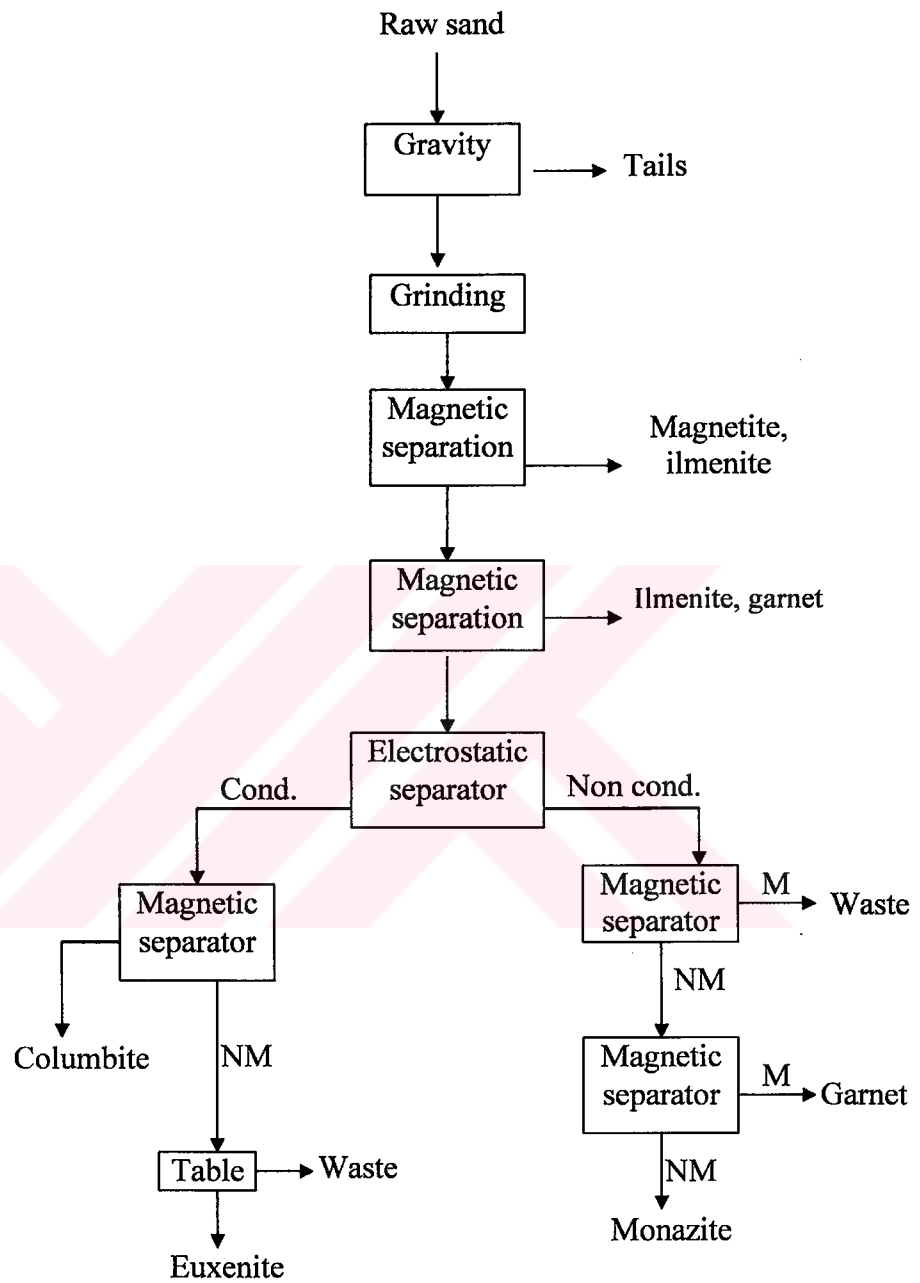 Raw sand
Gravity
Tails
Grinding
Magnetic
separation
Magnetite,
ilmenite
Magnetic
separation
Ilmenite, garnet
Electrostatic
separator
Cond.
Non cond.
Magnetic
separator
Columbite
NM
Table
Waste
Euxenite
Magnetic
separator
M
Waste
NM
Magnetic
separator
M
Garnet
NM
Monazite